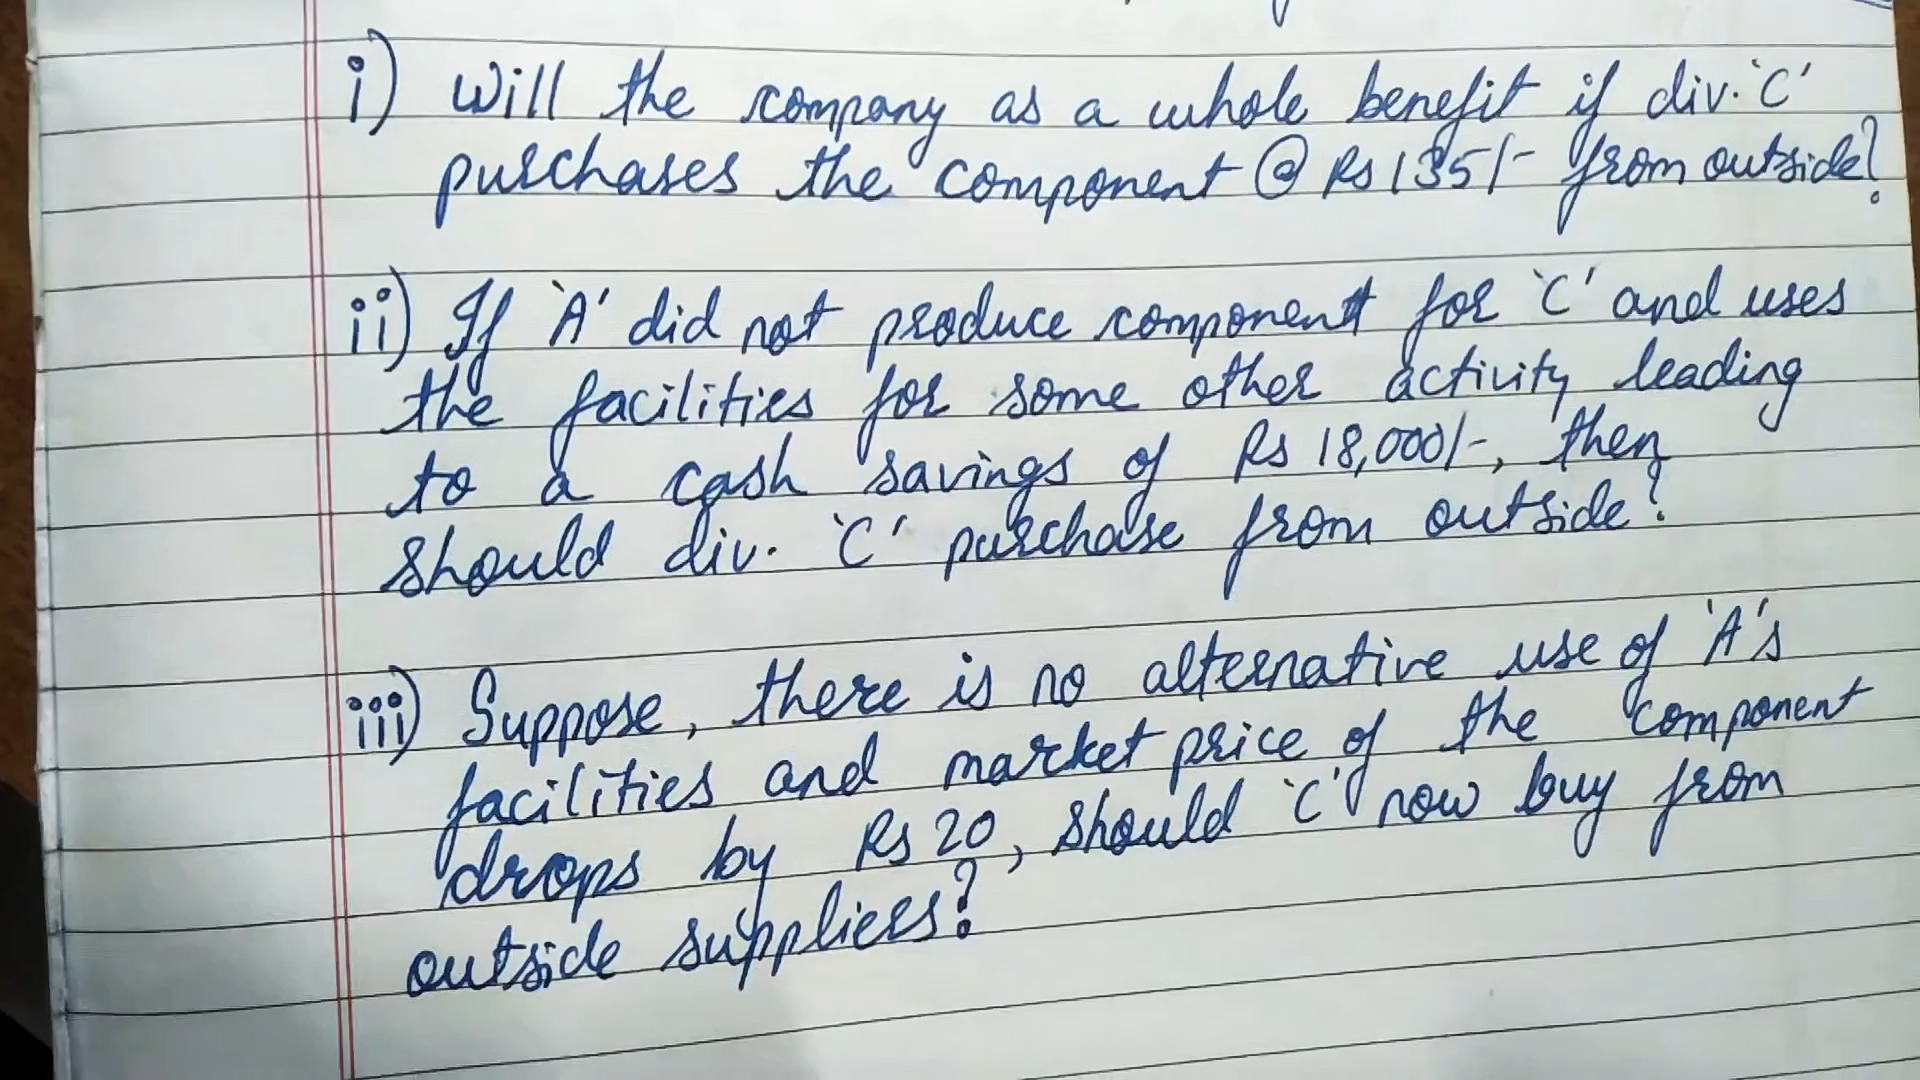 i) Will the company as a whole benefit if div. 'C'
purchases the component @ Rs 135/- from outside?
ii) If 'A' did not produce component for 'C' and uses
the facilities for some other activity leading
to a cash savings of Rs 18,000/-, then
should div. 'C' purchase from outside?
iii) Suppose, there is no alternative use of 'A's
facilities and market price of the component
drops by Rs 20, should 'C' now buy from
outside suppliers?